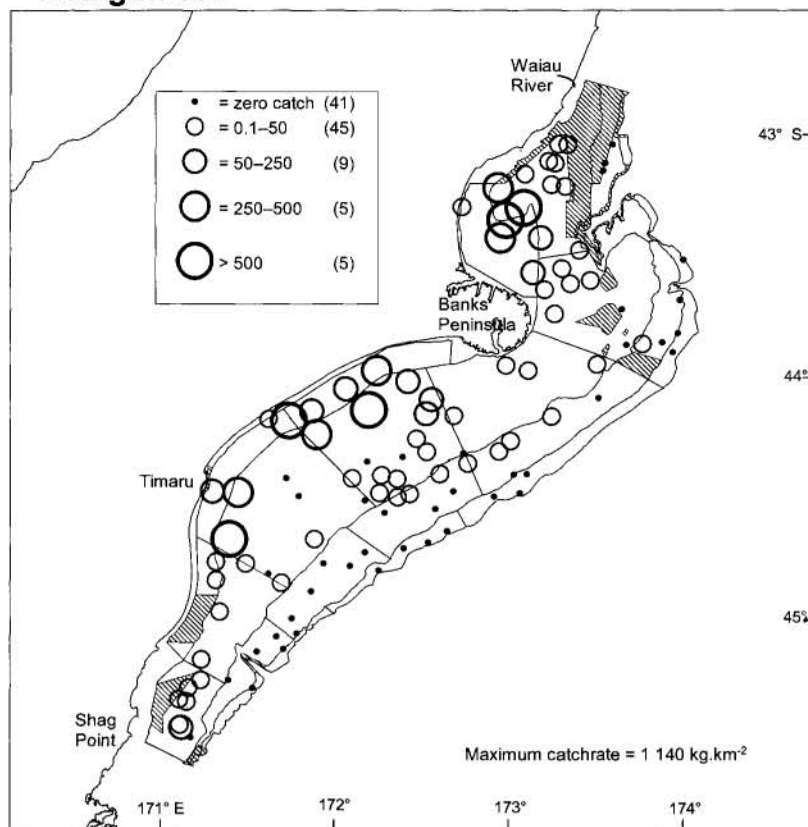 Waiau
River
• = zero catch (41)
= 0.1–50 (45)
= 50–250 (9)
= 250–500 (5)
> 500 (5)
43° S
Banks
Peninsula
44°
Timaru
45°
Shag
Point
Maximum catchrate = 1 140 kg.km-2
171° E
172°
173°
174°